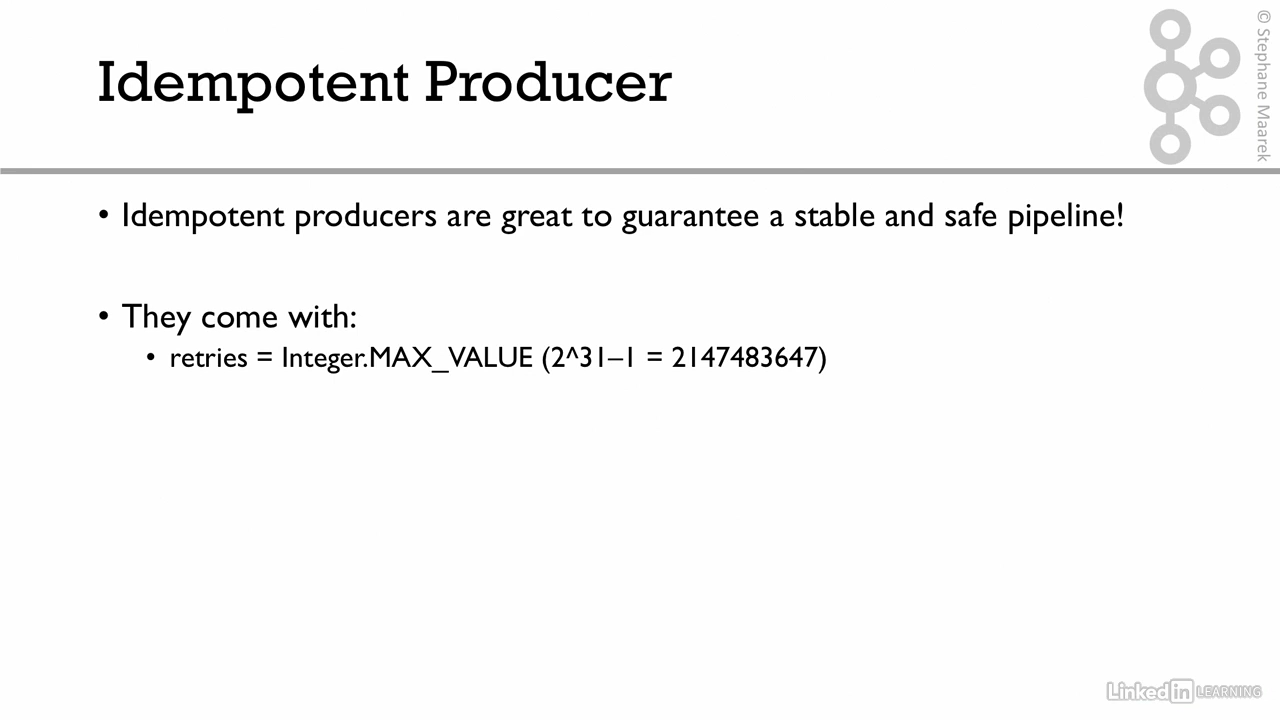 Idempotent Producer
© Stephane Maarek
• Idempotent producers are great to guarantee a stable and safe pipeline!
• They come with:
• retries = Integer.MAX_VALUE (2^31–1 = 2147483647)
Linked in LEARNING